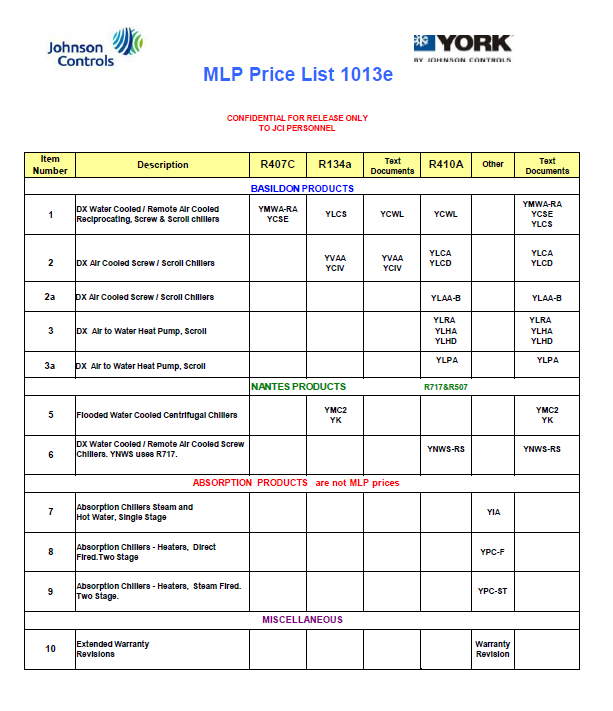 Johnson
Controls
YORK
BY JOHNSON CONTROLS
MLP Price List 1013e
CONFIDENTIAL FOR RELEASE ONLY
TO JCI PERSONNEL
Item Number Description R407C R134a Text Documents R410A Other Text Documents
BASILDON PRODUCTS
1 DX Water Cooled / Remote Air Cooled YMWA-RA YLCS YCWL YCWL YMWA-RA
Reciprocating, Screw & Scroll chillers YCSE YCSE
YLCS
2 DX Air Cooled Screw / Scroll Chillers YVAA YVAA YLCA YLCA
YCIV YCIV YLCD YLCD
2a DX Air Cooled Screw / Scroll Chillers YLAA-B YLAA-B
3 DX Air to Water Heat Pump, Scroll YLRA YLRA
YLHA YLHA
YLHD YLHD
3a DX Air to Water Heat Pump, Scroll YLPA YLPA
NANTES PRODUCTS R717&R507
5 Flooded Water Cooled Centrifugal Chillers YMC2 YMC2
YK YK
6 DX Water Cooled / Remote Air Cooled Screw YNWS-RS YNWS-RS
Chillers. YNWS uses R717.
ABSORPTION PRODUCTS are not MLP prices
7 Absorption Chillers Steam and YIA
Hot Water, Single Stage
8 Absorption Chillers - Heaters, Direct YPC-F
Fired.Two Stage
9 Absorption Chillers - Heaters, Steam Fired. YPC-ST
Two Stage.
MISCELLANEOUS
10 Extended Warranty Warranty
Revisions Revision